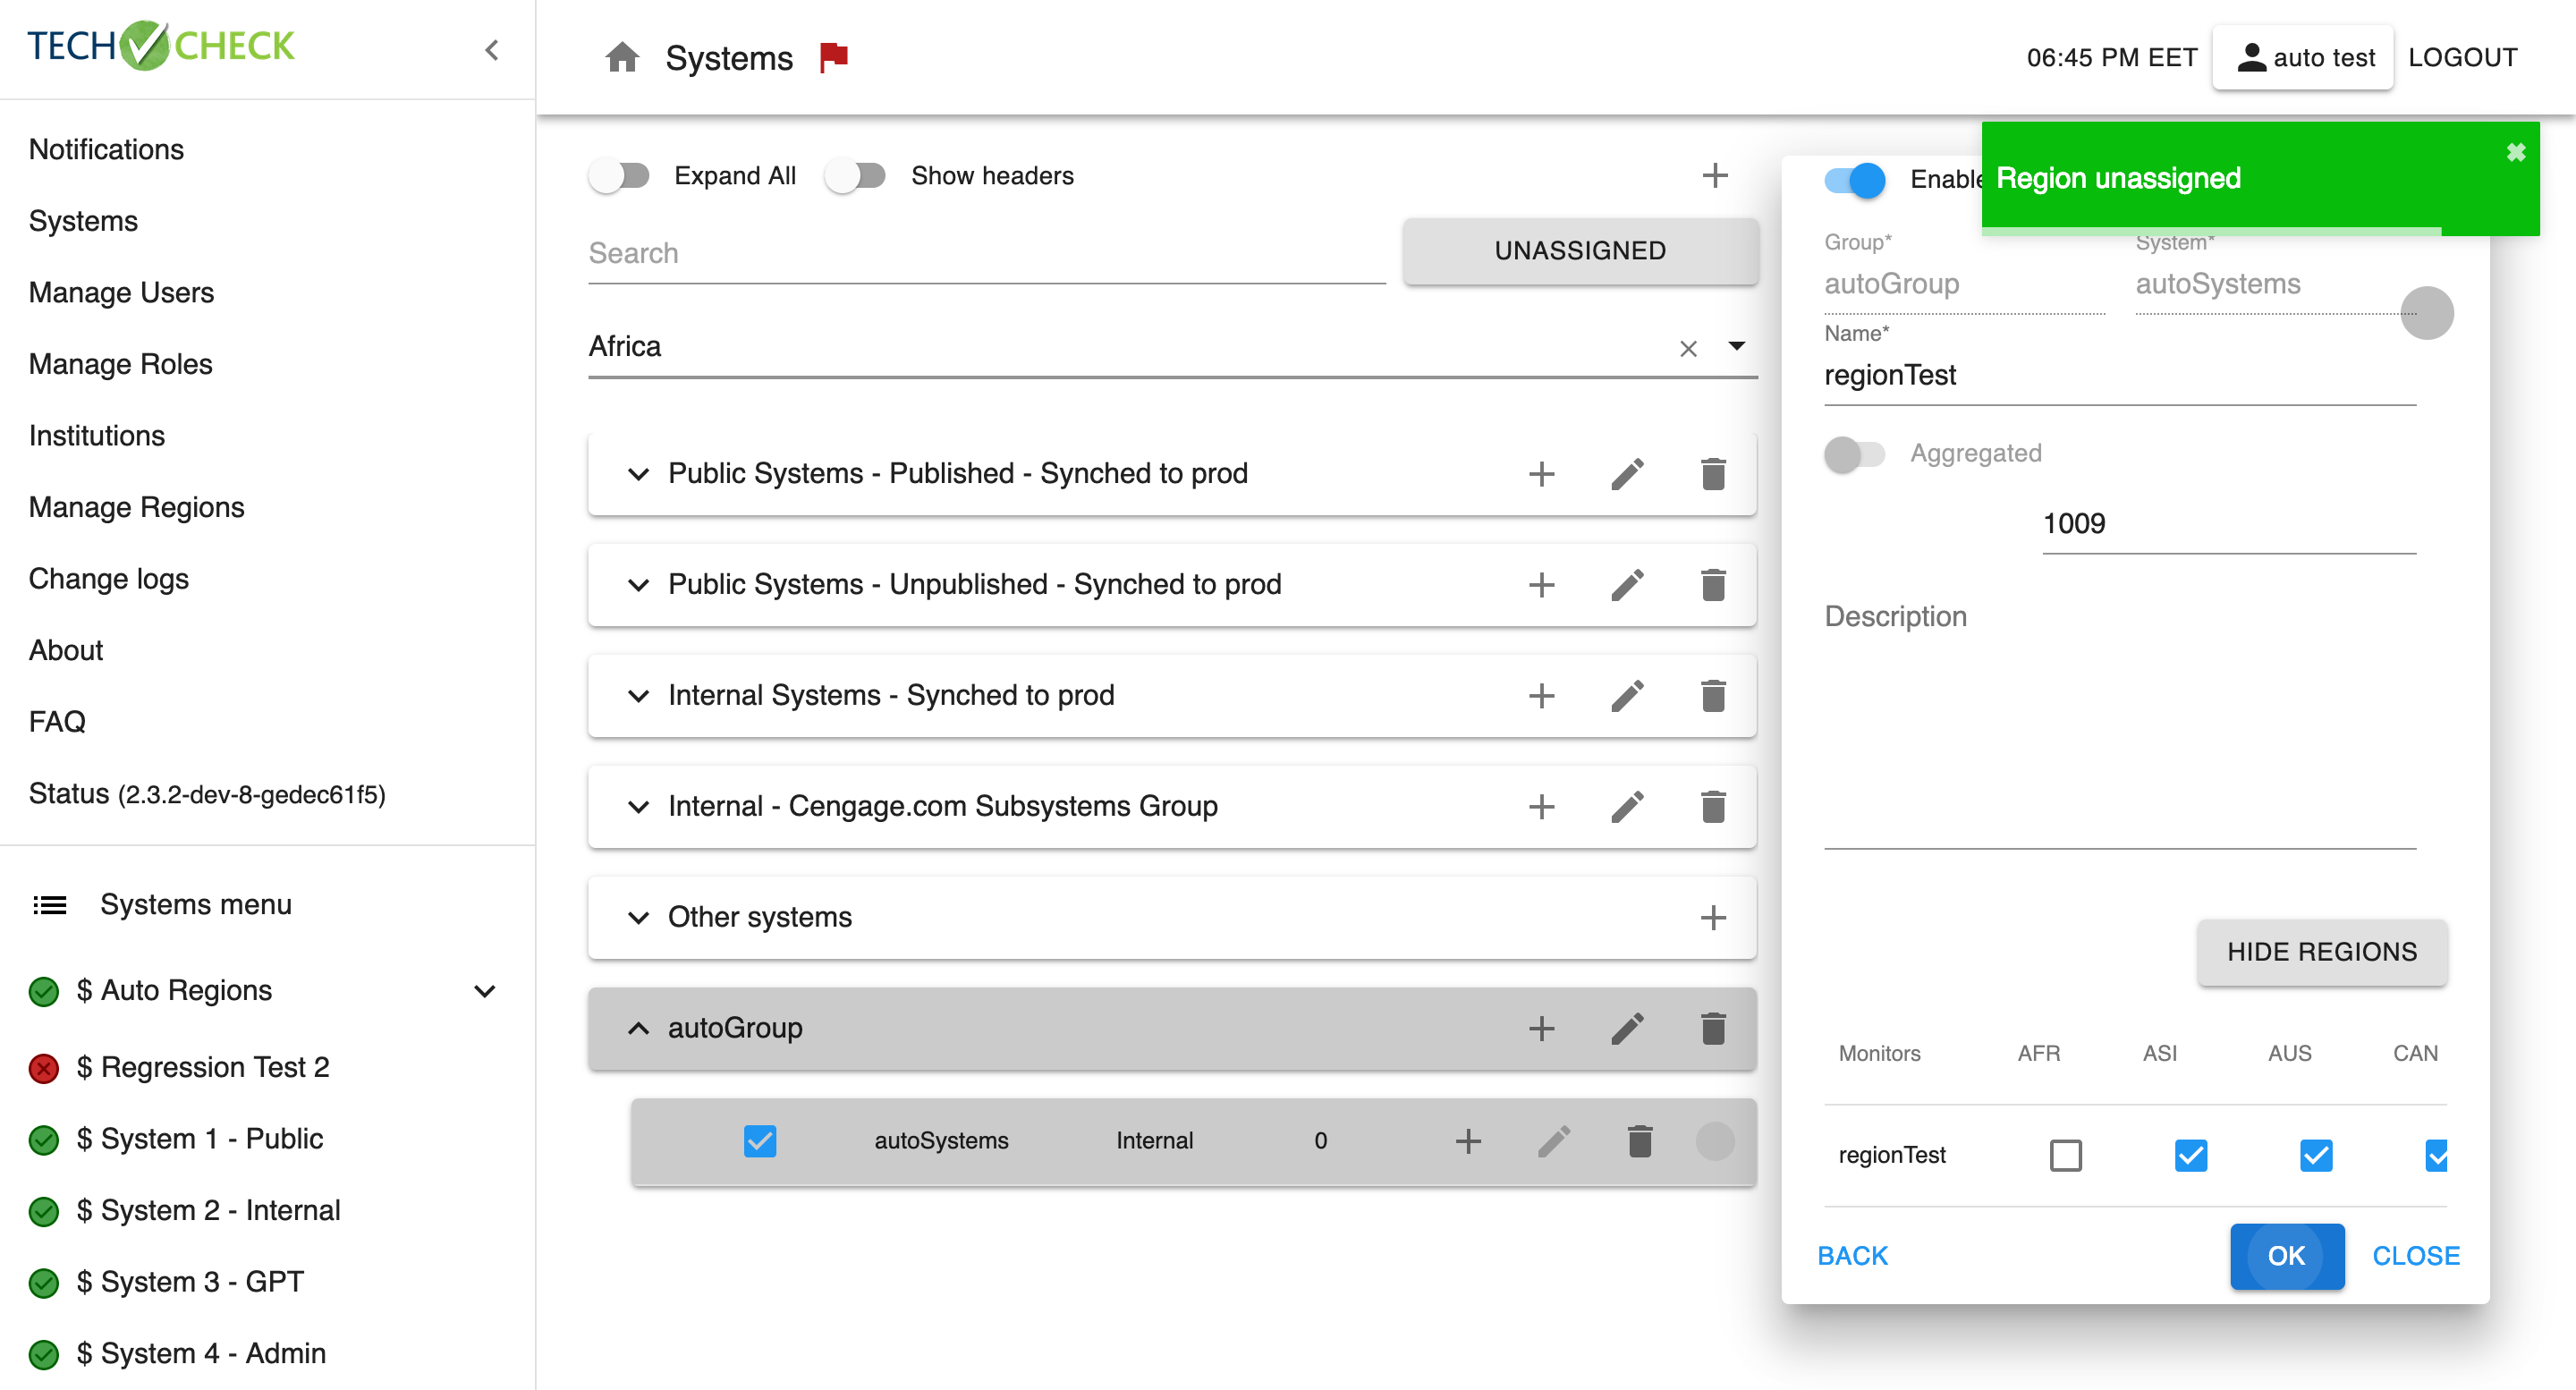 TECH CHECK
Notifications
Systems
Manage Users
Manage Roles
Institutions
Manage Regions
Change logs
About
FAQ
Status (2.3.2-dev-8-gedec61f5)
Systems menu
$ Auto Regions
$ Regression Test 2
$ System 1 - Public
$ System 2 - Internal
$ System 3 - GPT
$ System 4 - Admin
Systems
06:45 PM EET
auto test
LOGOUT
Expand All
Show headers
Search
UNASSIGNED
Africa
Public Systems - Published - Synched to prod
Public Systems - Unpublished - Synched to prod
Internal Systems - Synched to prod
Internal - Cengage.com Subsystems Group
Other systems
autoGroup
autoSystems Internal 0
Region unassigned
Enable
Group* System*
autoGroup autoSystems
Name*
regionTest
Aggregated
1009
Description
HIDE REGIONS
Monitors AFR ASI AUS CAN
regionTest
BACK OK CLOSE